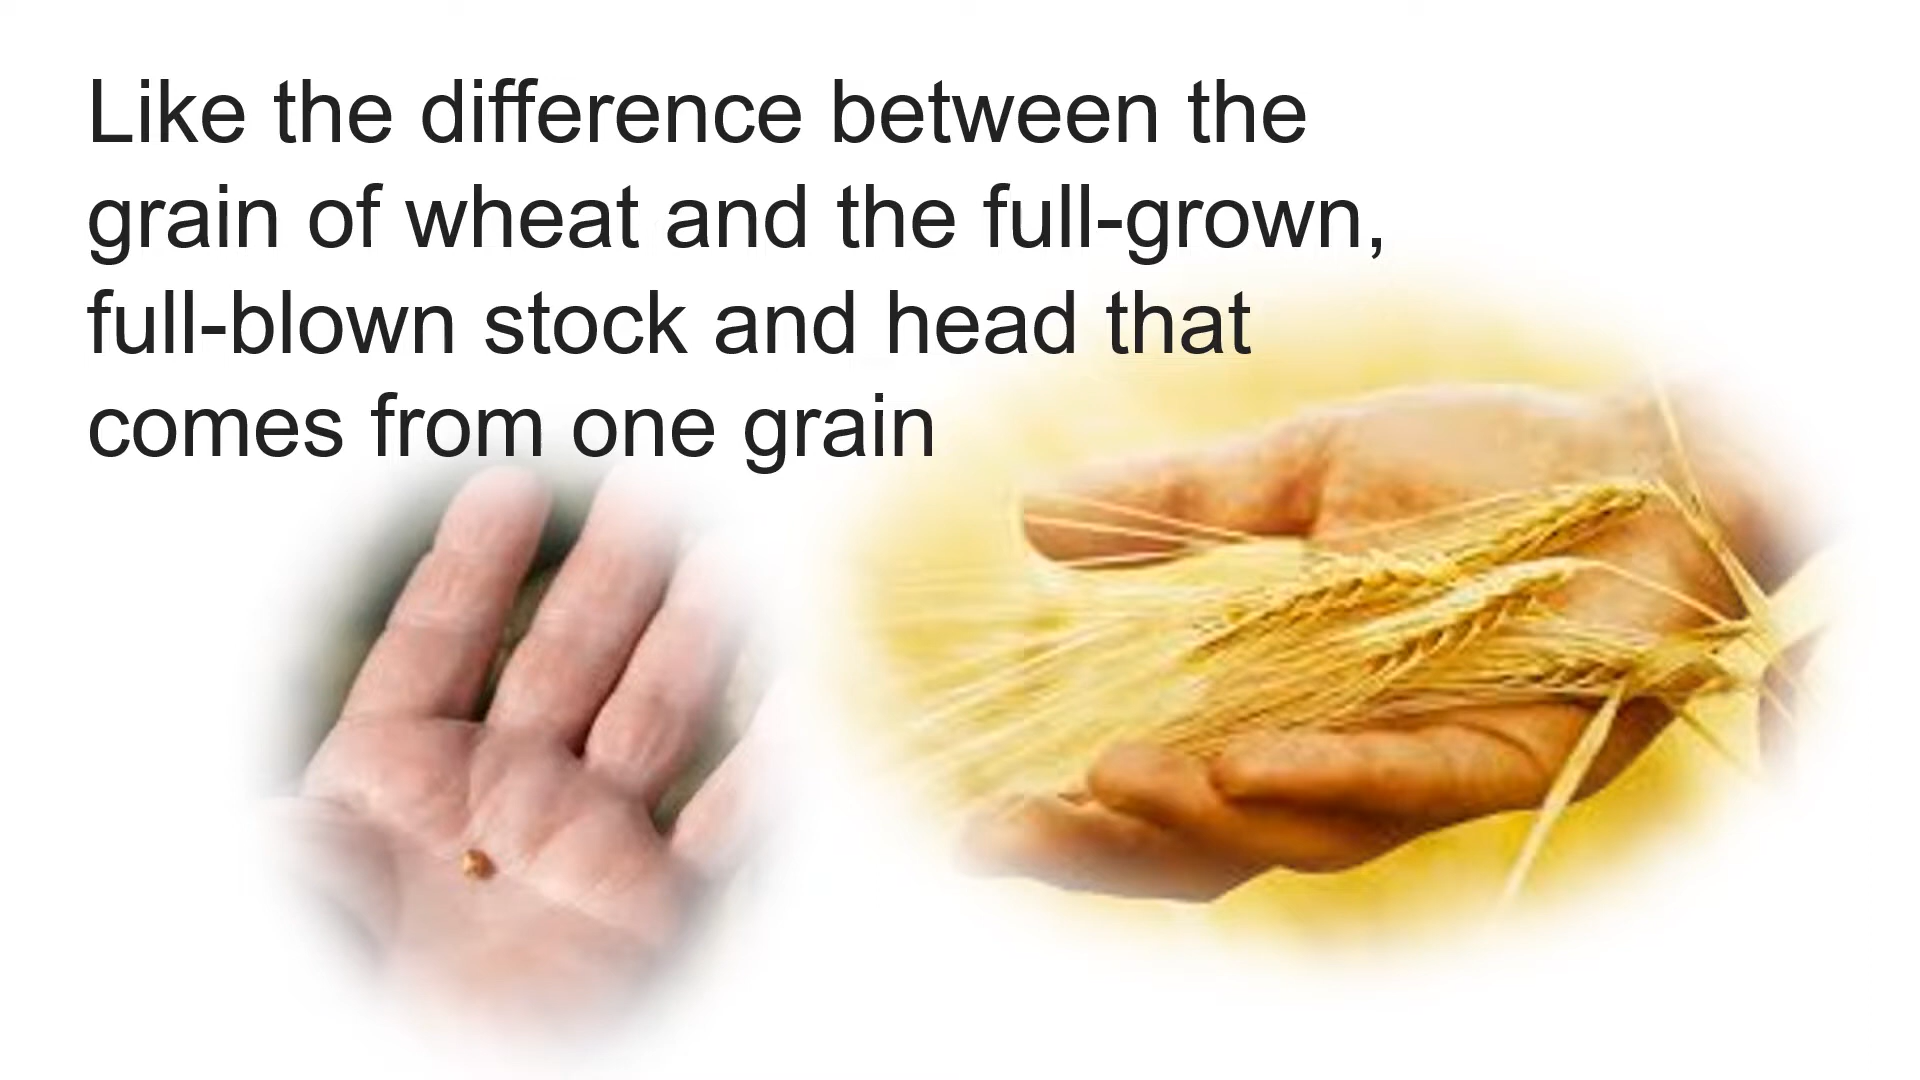 Like the difference between the
grain of wheat and the full-grown,
full-blown stock and head that
comes from one grain